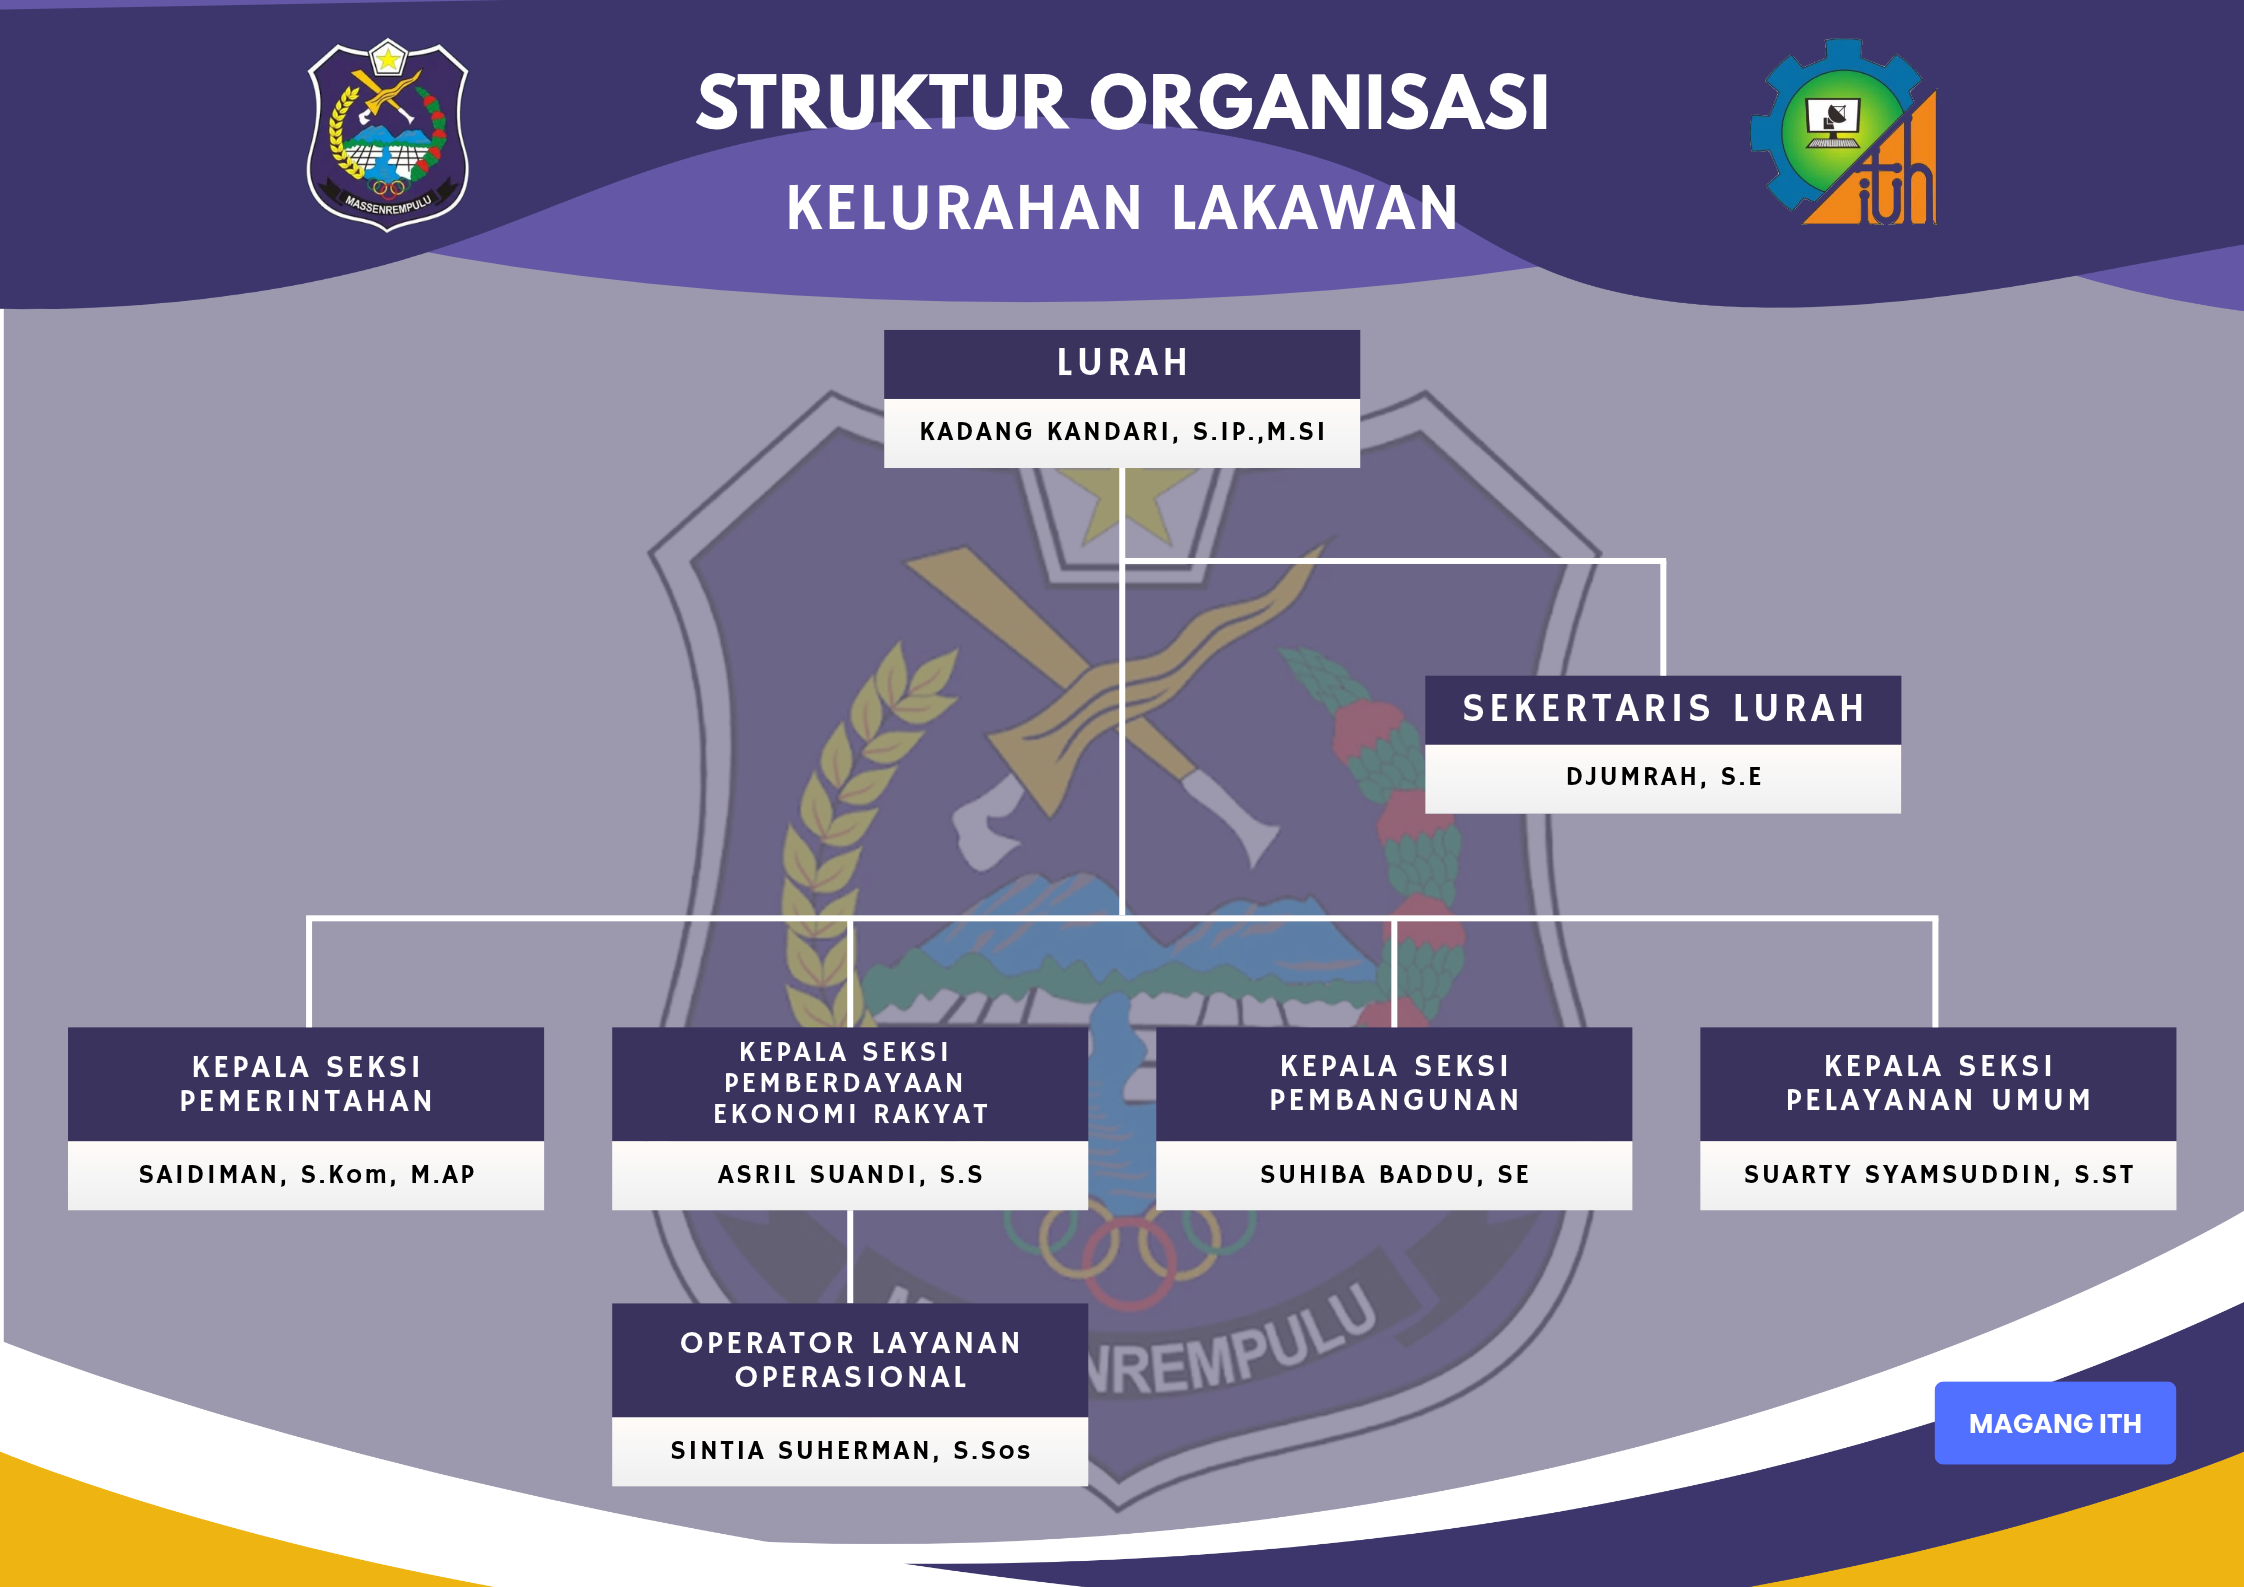 MASSENREMPULU
STRUKTUR ORGANISASI
KELURAHAN LAKAWAN
ith
LURAH
KADANG KANDARI, S.IP.,M.SI
SEKERTARIS LURAH
DJUMRAH, S.E
KEPALA SEKSI
PEMERINTAHAN
SAIDIMAN, S.Kom, M.AP
KEPALA SEKSI
PEMBERDAYAAN
EKONOMI RAKYAT
ASRIL SUANDI, S.S
KEPALA SEKSI
PEMBANGUNAN
SUHIBA BADDU, SE
KEPALA SEKSI
PELAYANAN UMUM
SUARTY SYAMSUDDIN, S.ST
OPERATOR LAYANAN
OPERASIONAL
SINTIA SUHERMAN, S.Sos
NREMPULU
MAGANG ITH